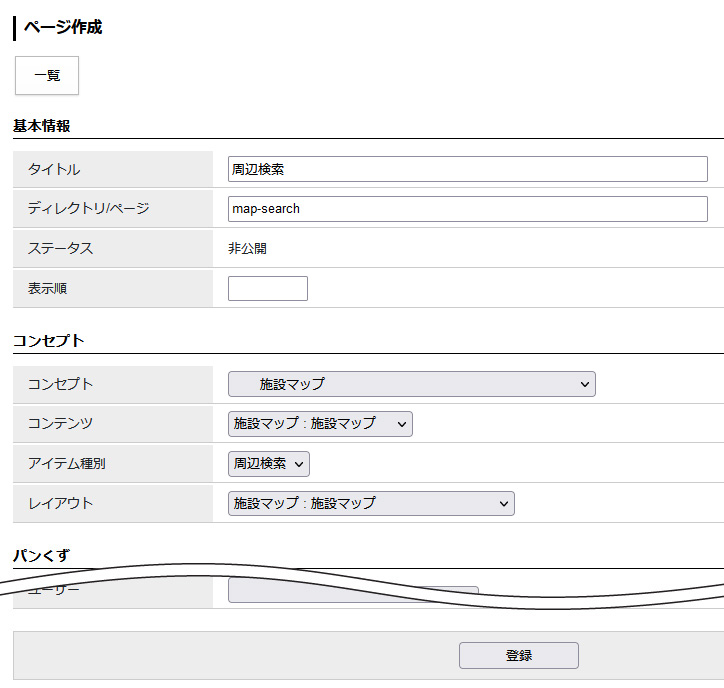 ページ作成
一覧
基本情報
タイトル 周辺検索
ディレクトリ/ページ map-search
ステータス 非公開
表示順
コンセプト
コンセプト 施設マップ
コンテンツ 施設マップ : 施設マップ
アイテム種別 周辺検索
レイアウト 施設マップ : 施設マップ
パンくず
ユーザー
登録